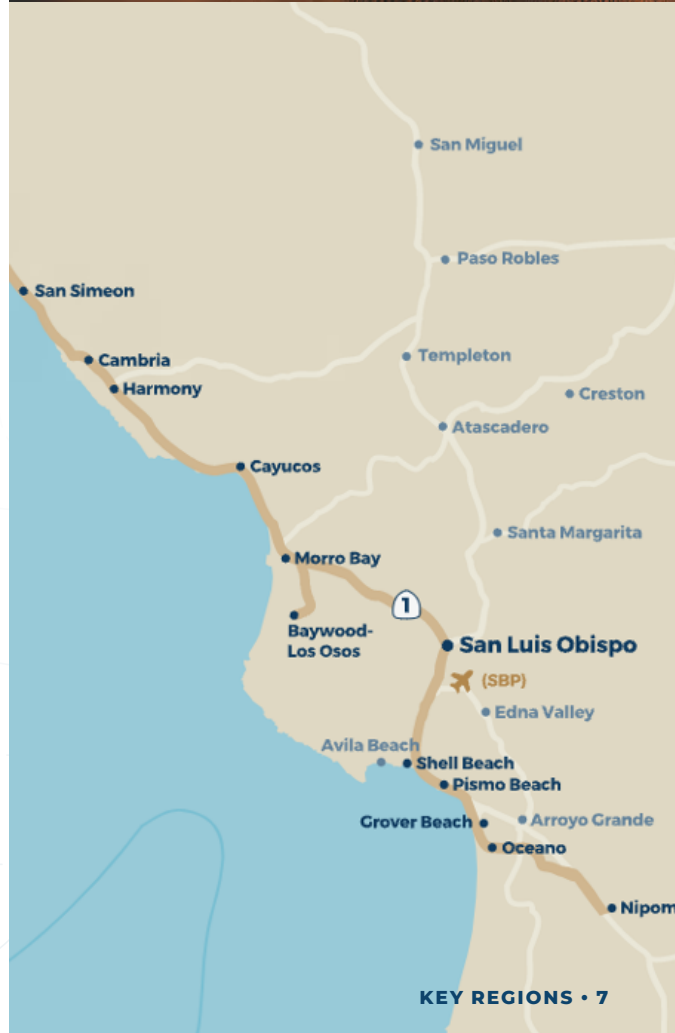 San Miguel
Paso Robles
San Simeon
Templeton
Cambria
Harmony
Creston
Atascadero
Cayucos
Santa Margarita
Morro Bay
1
Baywood-
Los Osos
San Luis Obispo
(SBP)
Edna Valley
Avila Beach
Shell Beach
Pismo Beach
Grover Beach
Arroyo Grande
Oceano
Nipom
KEY REGIONS • 7